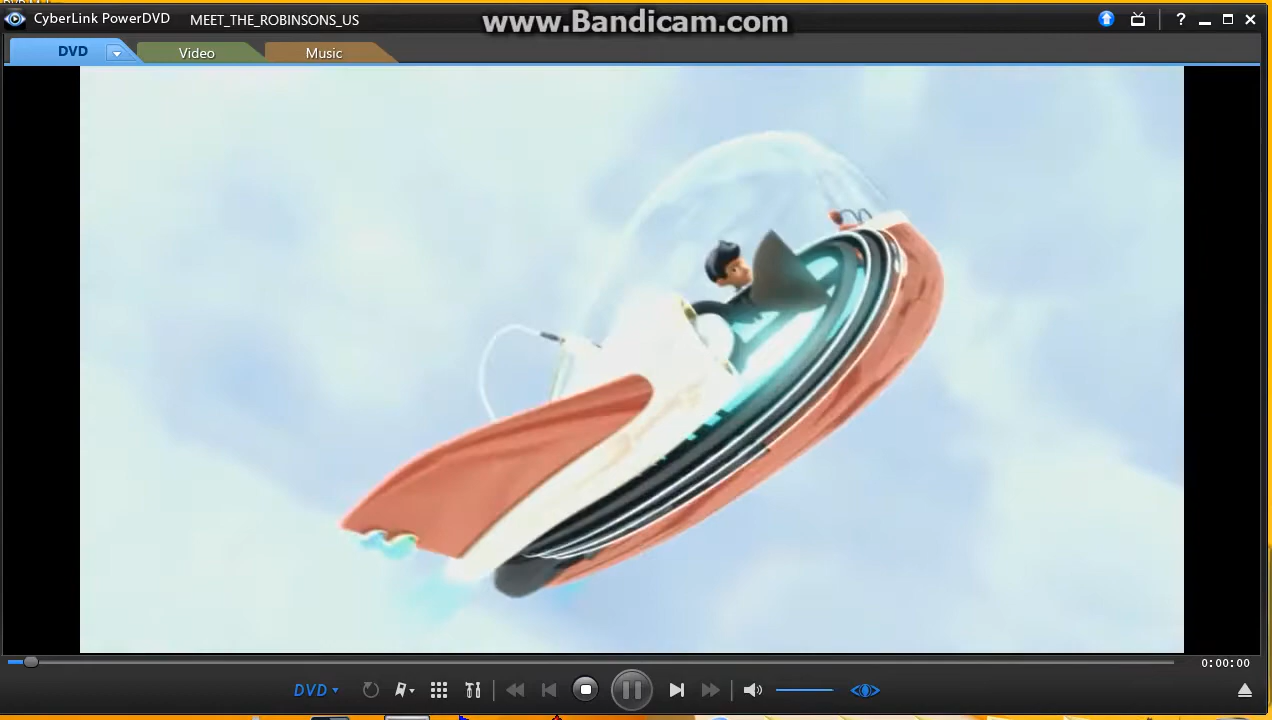 www.Bandicam.com
CyberLink PowerDVD MEET_THE_ROBINSONS_US
?
DVD Video Music
0:00:00
DVD